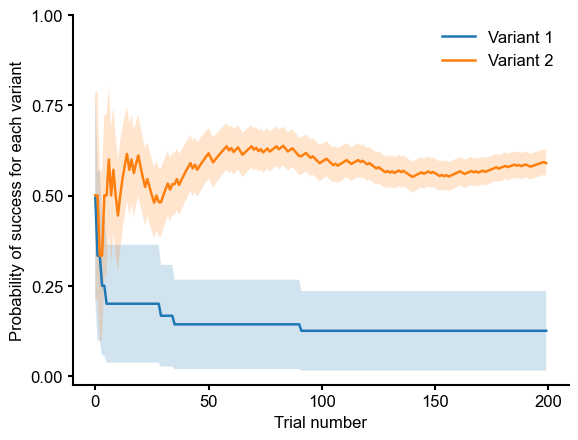 1.00
0.75
0.50
0.25
0.00
Probability of success for each variant
Variant 1
Variant 2
0 50 100 150 200
Trial number